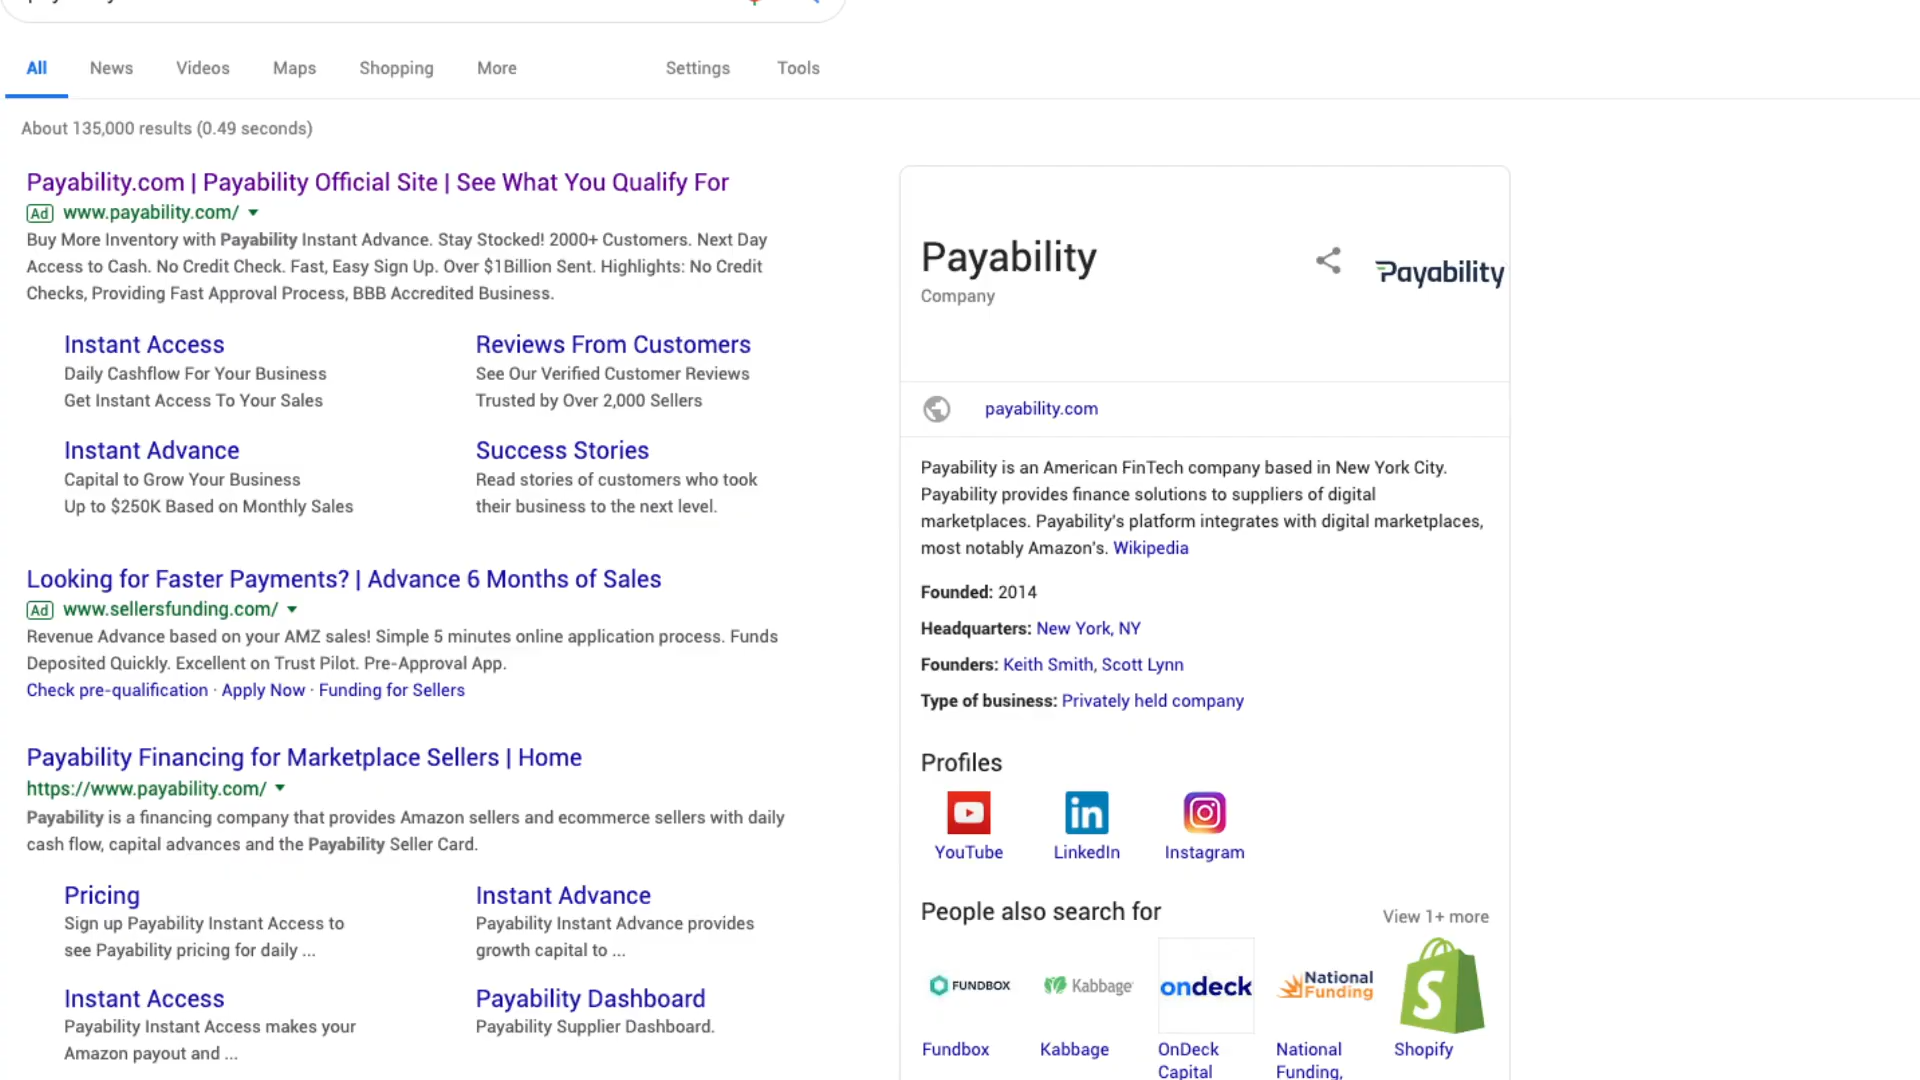 All News Videos Maps Shopping More Settings Tools
About 135,000 results (0.49 seconds)
Payability.com | Payability Official Site | See What You Qualify For
Ad www.payability.com/
Buy More Inventory with Payability Instant Advance. Stay Stocked! 2000+ Customers. Next Day
Access to Cash. No Credit Check. Fast, Easy Sign Up. Over $1Billion Sent. Highlights: No Credit
Checks, Providing Fast Approval Process, BBB Accredited Business.
Instant Access
Daily Cashflow For Your Business
Get Instant Access To Your Sales
Reviews From Customers
See Our Verified Customer Reviews
Trusted by Over 2,000 Sellers
Instant Advance
Capital to Grow Your Business
Up to $250K Based on Monthly Sales
Success Stories
Read stories of customers who took
their business to the next level.
Looking for Faster Payments? | Advance 6 Months of Sales
Ad www.sellersfunding.com/
Revenue Advance based on your AMZ sales! Simple 5 minutes online application process. Funds
Deposited Quickly. Excellent on Trust Pilot. Pre-Approval App.
Check pre-qualification · Apply Now · Funding for Sellers
Payability Financing for Marketplace Sellers | Home
https://www.payability.com/
Payability is a financing company that provides Amazon sellers and ecommerce sellers with daily
cash flow, capital advances and the Payability Seller Card.
Pricing
Sign up Payability Instant Access to
see Payability pricing for daily ...
Instant Advance
Payability Instant Advance provides
growth capital to ...
Instant Access
Payability Instant Access makes your
Amazon payout and ...
Payability Dashboard
Payability Supplier Dashboard.
Payability
Company
Payability
payability.com
Payability is an American FinTech company based in New York City.
Payability provides finance solutions to suppliers of digital
marketplaces. Payability's platform integrates with digital marketplaces,
most notably Amazon's. Wikipedia
Founded: 2014
Headquarters: New York, NY
Founders: Keith Smith, Scott Lynn
Type of business: Privately held company
Profiles
YouTube LinkedIn Instagram
People also search for
View 1+ more
FUNDBOX
Kabbage
ondeck
National
Funding
S
Fundbox
Kabbage
OnDeck
Capital
National
Funding,
Shopify